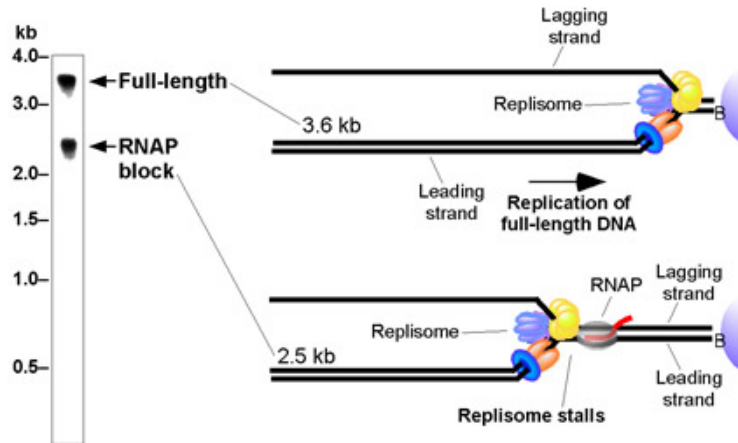 kb
4.0
3.0
2.0
1.5
1.0
0.5
Full-length
RNAP
block
Lagging
strand
Replisome
B
3.6 kb
Leading
strand
Replication of
full-length DNA
RNAP
Lagging
strand
Replisome
B
2.5 kb
Leading
strand
Replisome stalls